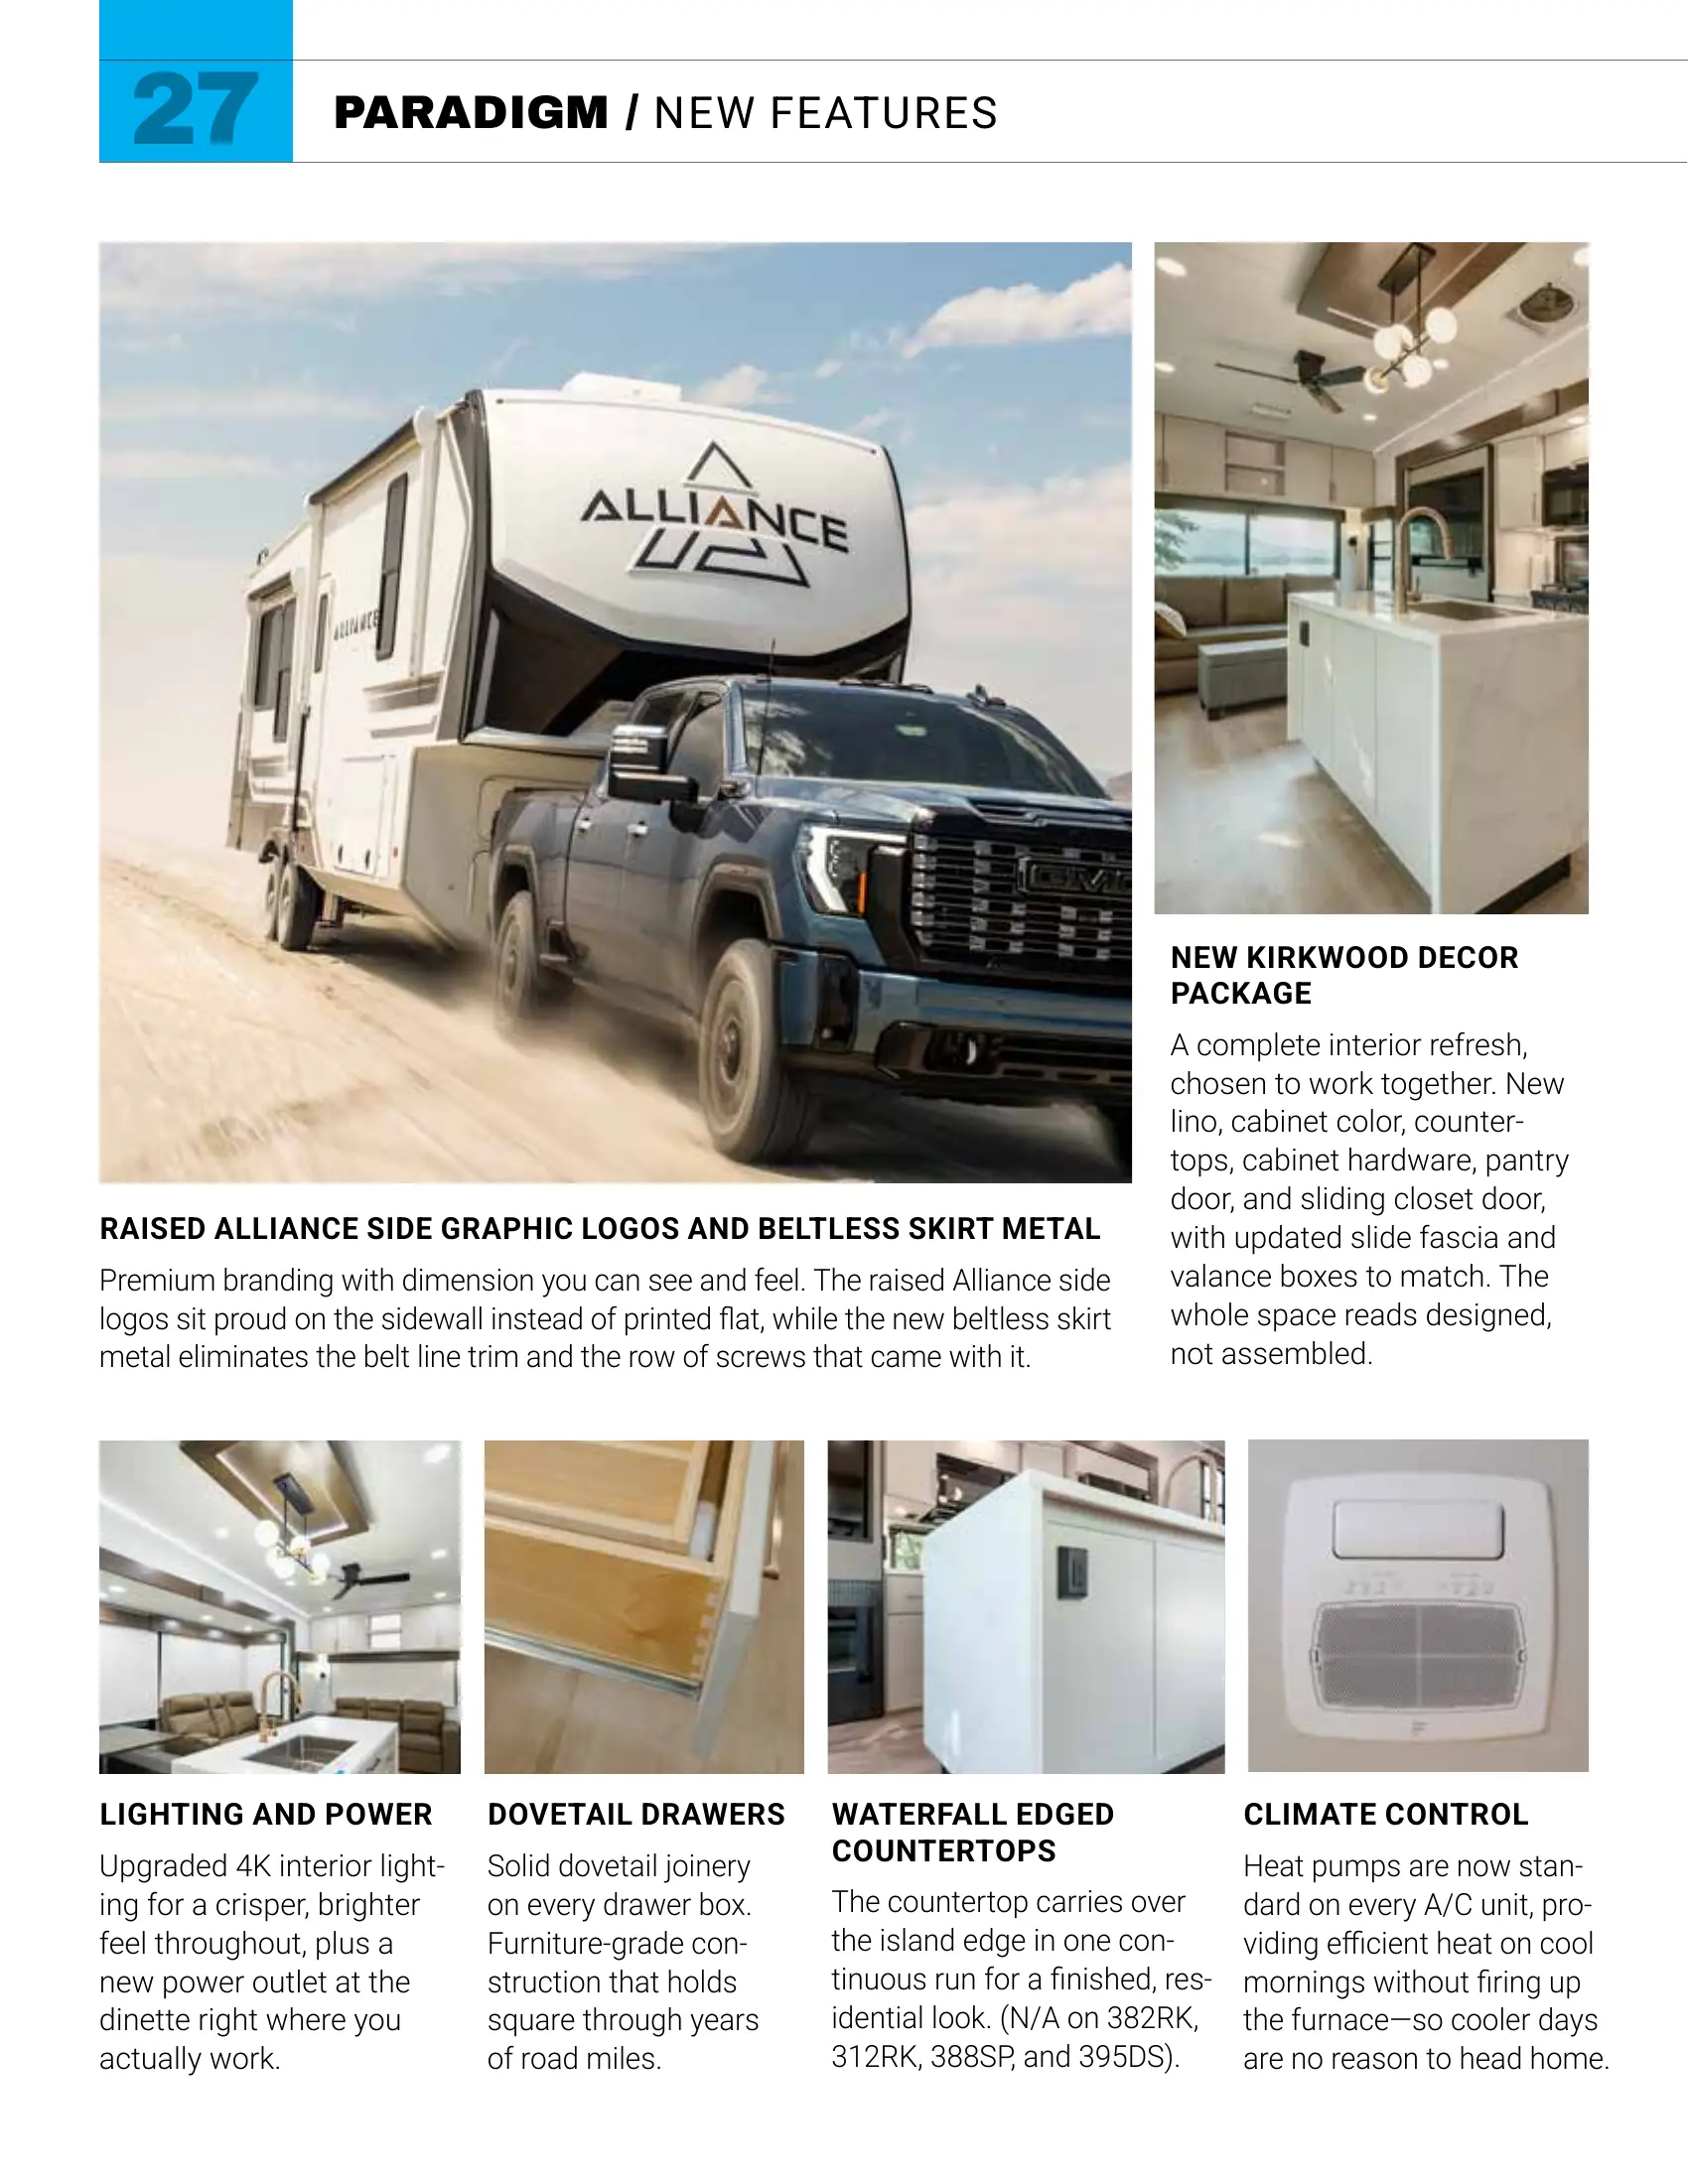 27
PARADIGM / NEW FEATURES
ALLIANCE
ALLIANCE
GMC
RAISED ALLIANCE SIDE GRAPHIC LOGOS AND BELTLESS SKIRT METAL
Premium branding with dimension you can see and feel. The raised Alliance side
logos sit proud on the sidewall instead of printed flat, while the new beltless skirt
metal eliminates the belt line trim and the row of screws that came with it.
NEW KIRKWOOD DECOR
PACKAGE
A complete interior refresh,
chosen to work together. New
lino, cabinet color, counter-
tops, cabinet hardware, pantry
door, and sliding closet door,
with updated slide fascia and
valance boxes to match. The
whole space reads designed,
not assembled.
LIGHTING AND POWER
Upgraded 4K interior light-
ing for a crisper, brighter
feel throughout, plus a
new power outlet at the
dinette right where you
actually work.
DOVETAIL DRAWERS
Solid dovetail joinery
on every drawer box.
Furniture-grade con-
struction that holds
square through years
of road miles.
WATERFALL EDGED
COUNTERTOPS
The countertop carries over
the island edge in one con-
tinuous run for a finished, res-
idential look. (N/A on 382RK,
312RK, 388SP, and 395DS).
CLIMATE CONTROL
Heat pumps are now stan-
dard on every A/C unit, pro-
viding efficient heat on cool
mornings without firing up
the furnace—so cooler days
are no reason to head home.